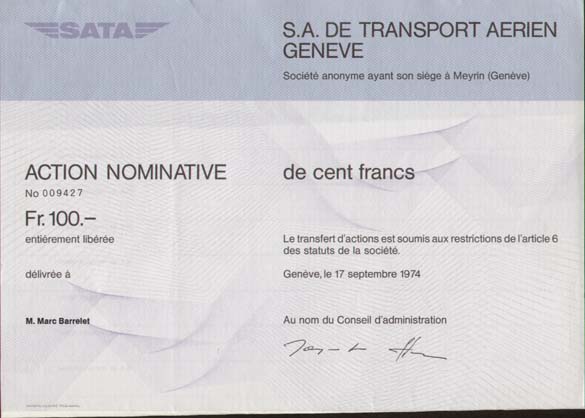 SATA
S.A. DE TRANSPORT AERIEN
GENEVE
Société anonyme ayant son siège à Meyrin (Genève)
ACTION NOMINATIVE
de cent francs
No 009427
Fr. 100.–
entièrement libérée
Le transfert d'actions est soumis aux restrictions de l'article 6
des statuts de la société.
délivrée à
Genève, le 17 septembre 1974
M. Marc Barrelet
Au nom du Conseil d'administration